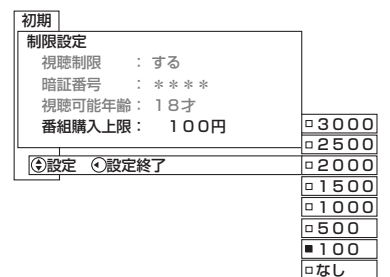 初期
制限設定
視聴制限 : する
暗証番号 : ****
視聴可能年齢 : 18才
番組購入上限 : 100円
設定 設定終了
□3000
□2500
□2000
□1500
□1000
□500
■100
□なし